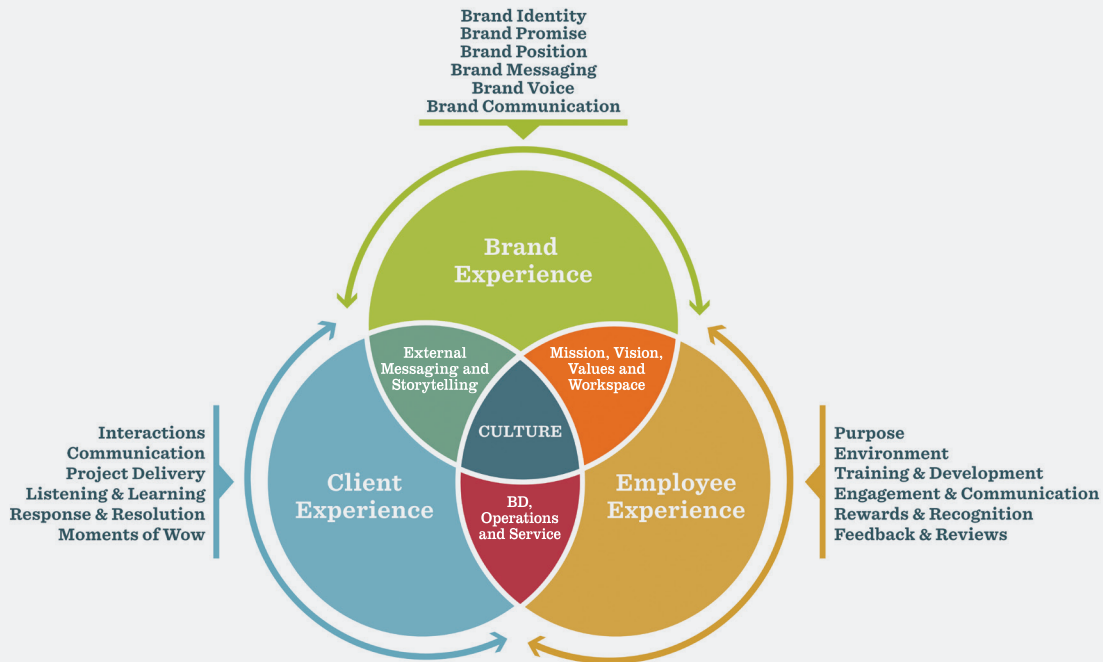 Brand Identity
Brand Promise
Brand Position
Brand Messaging
Brand Voice
Brand Communication
Brand
Experience
External
Messaging and
Storytelling
Mission, Vision,
Values and
Workspace
CULTURE
Interactions
Communication
Project Delivery
Listening & Learning
Response & Resolution
Moments of Wow
Client
Experience
BD,
Operations
and Service
Employee
Experience
Purpose
Environment
Training & Development
Engagement & Communication
Rewards & Recognition
Feedback & Reviews